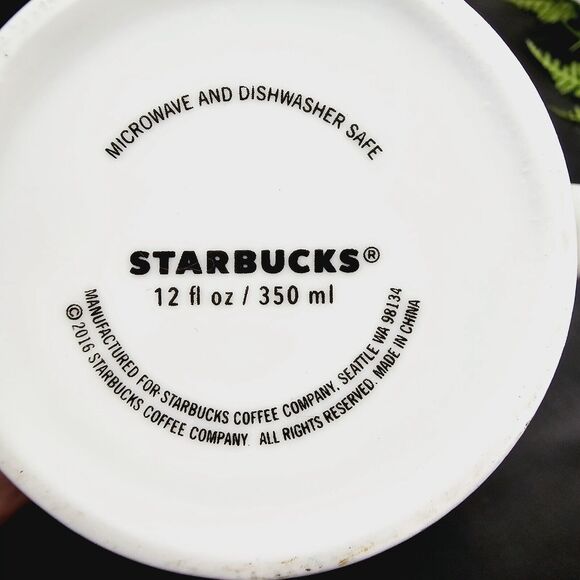 MICROWAVE AND DISHWASHER SAFE
STARBUCKS®
12 fl oz / 350 ml
MANUFACTURED FOR STARBUCKS COFFEE COMPANY, SEATTLE WA 98134
© 2016 STARBUCKS COFFEE COMPANY. ALL RIGHTS RESERVED. MADE IN CHINA